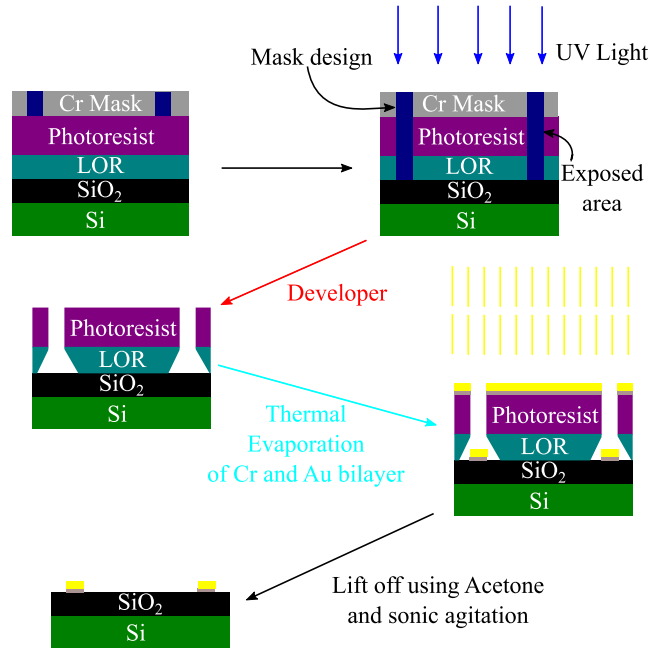 Mask design
UV Light
Cr Mask
Photoresist
LOR
SiO₂
Si
Cr Mask
Photoresist
LOR
SiO₂
Si
Exposed
area
Developer
Photoresist
LOR
SiO₂
Si
Thermal
Evaporation
of Cr and Au bilayer
Photoresist
LOR
SiO₂
Si
Lift off using Acetone
and sonic agitation
SiO₂
Si